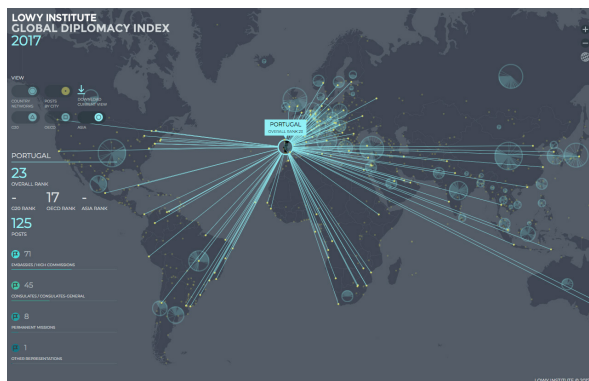 LOWY INSTITUTE
GLOBAL DIPLOMACY INDEX
2017
VIEW
COUNTRY NETWORKS
POSTS BY CITY
DOWNLOAD CURRENT VIEW
G20
OECD
ASIA
PORTUGAL
OVERALL RANK 23
PORTUGAL
23
OVERALL RANK
- 17 -
G20 RANK OECD RANK ASIA RANK
125
POSTS
71
EMBASSIES / HIGH COMMISSIONS
45
CONSULATES / CONSULATES-GENERAL
8
PERMANENT MISSIONS
1
OTHER REPRESENTATIONS
LOWY INSTITUTE ©